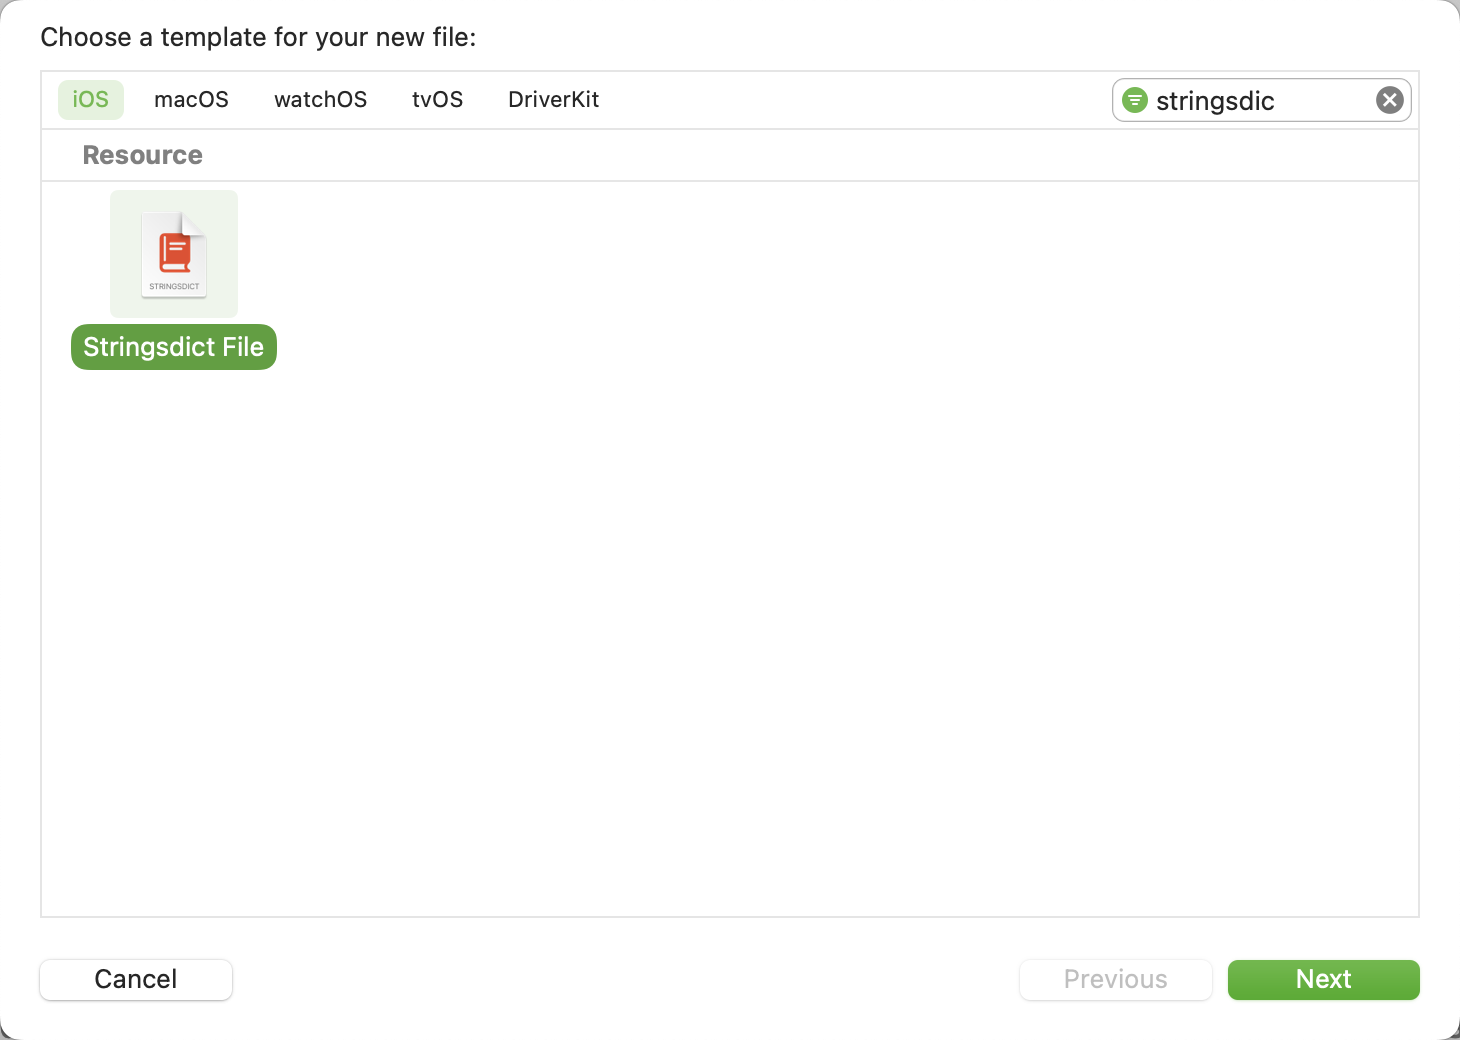 Choose a template for your new file:
iOS macOS watchOS tvOS DriverKit stringsdic
Resource
STRINGSDICT
Stringsdict File
Cancel Previous Next